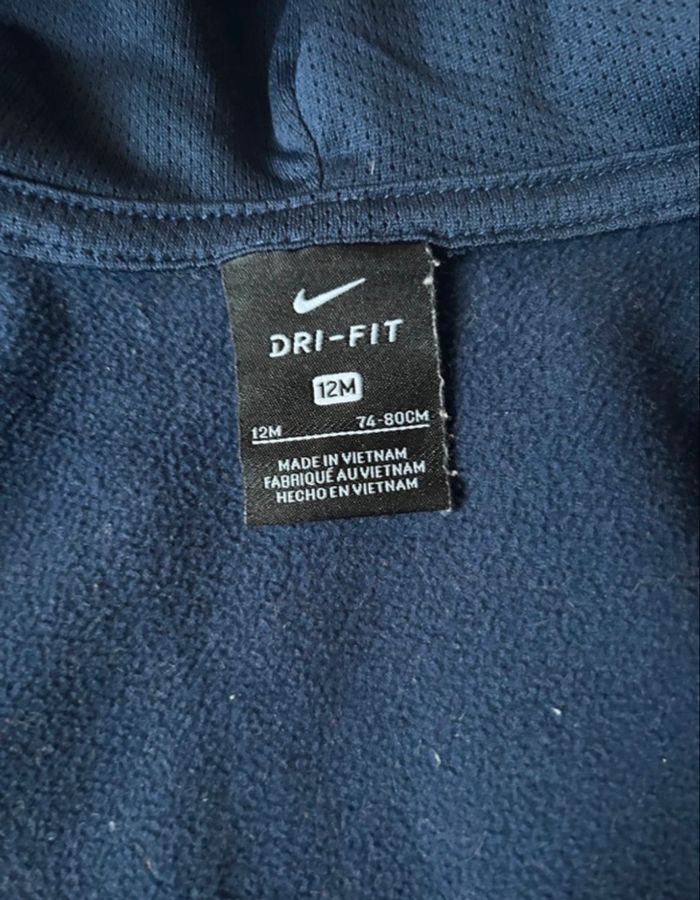 DRI-FIT
12M
12M 74-80CM
MADE IN VIETNAM
FABRIQUÉ AU VIETNAM
HECHO EN VIETNAM